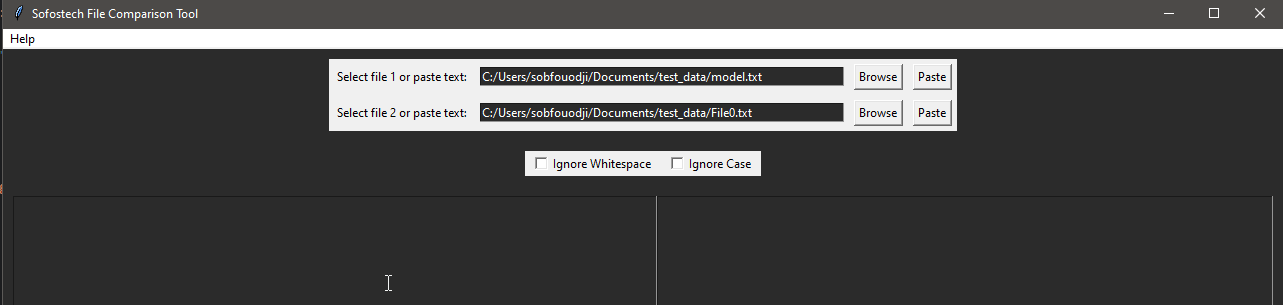 Sofostech File Comparison Tool
Help
Select file 1 or paste text: C:/Users/sobfouodji/Documents/test_data/model.txt Browse Paste
Select file 2 or paste text: C:/Users/sobfouodji/Documents/test_data/File0.txt Browse Paste
Ignore Whitespace Ignore Case